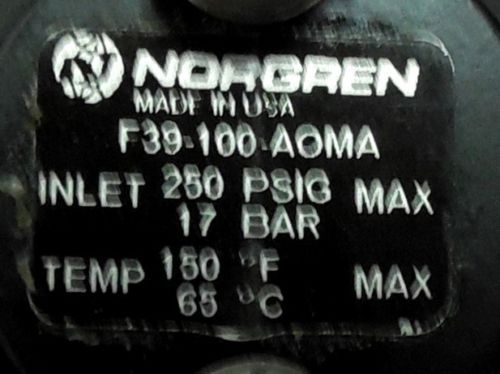 NORGREN
MADE IN USA
F39-100-AOMA
INLET 250 PSIG MAX
17 BAR
TEMP 150 °F MAX
65 °C